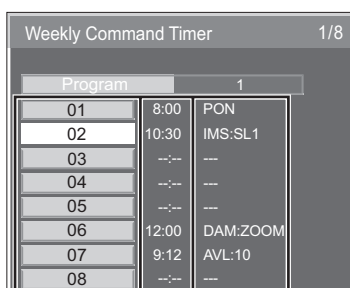 Weekly Command Timer 1/8
Program 1
01 8:00 PON
02 10:30 IMS:SL1
03 --:-- ---
04 --:-- ---
05 --:-- ---
06 12:00 DAM:ZOOM
07 9:12 AVL:10
08 --:-- ---